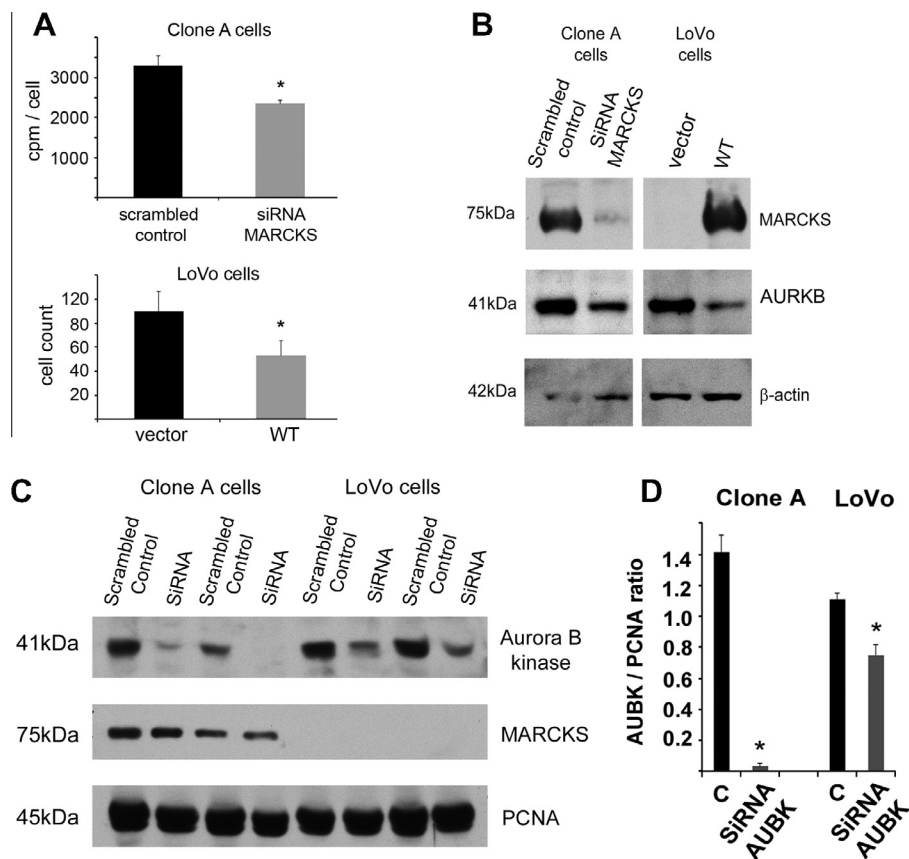 A
Clone A cells
cpm / cell
3000
2000
1000
*
scrambled
control
siRNA
MARCKS
LoVo cells
cell count
120
100
80
60
40
20
*
vector
WT
B
Clone A
cells
LoVo
cells
Scrambled
control
SiRNA
MARCKS
vector
WT
75kDa
MARCKS
41kDa
AURKB
42kDa
β-actin
C
Clone A cells
LoVo cells
Scrambled
Control
SiRNA
Scrambled
Control
SiRNA
Scrambled
Control
SiRNA
Scrambled
Control
SiRNA
41kDa
Aurora B
kinase
75kDa
MARCKS
45kDa
PCNA
D
Clone A
LoVo
AUBK / PCNA ratio
1.4
1.2
1.0
0.8
0.6
0.4
0.2
*
*
C
SiRNA
AUBK
C
SiRNA
AUBK